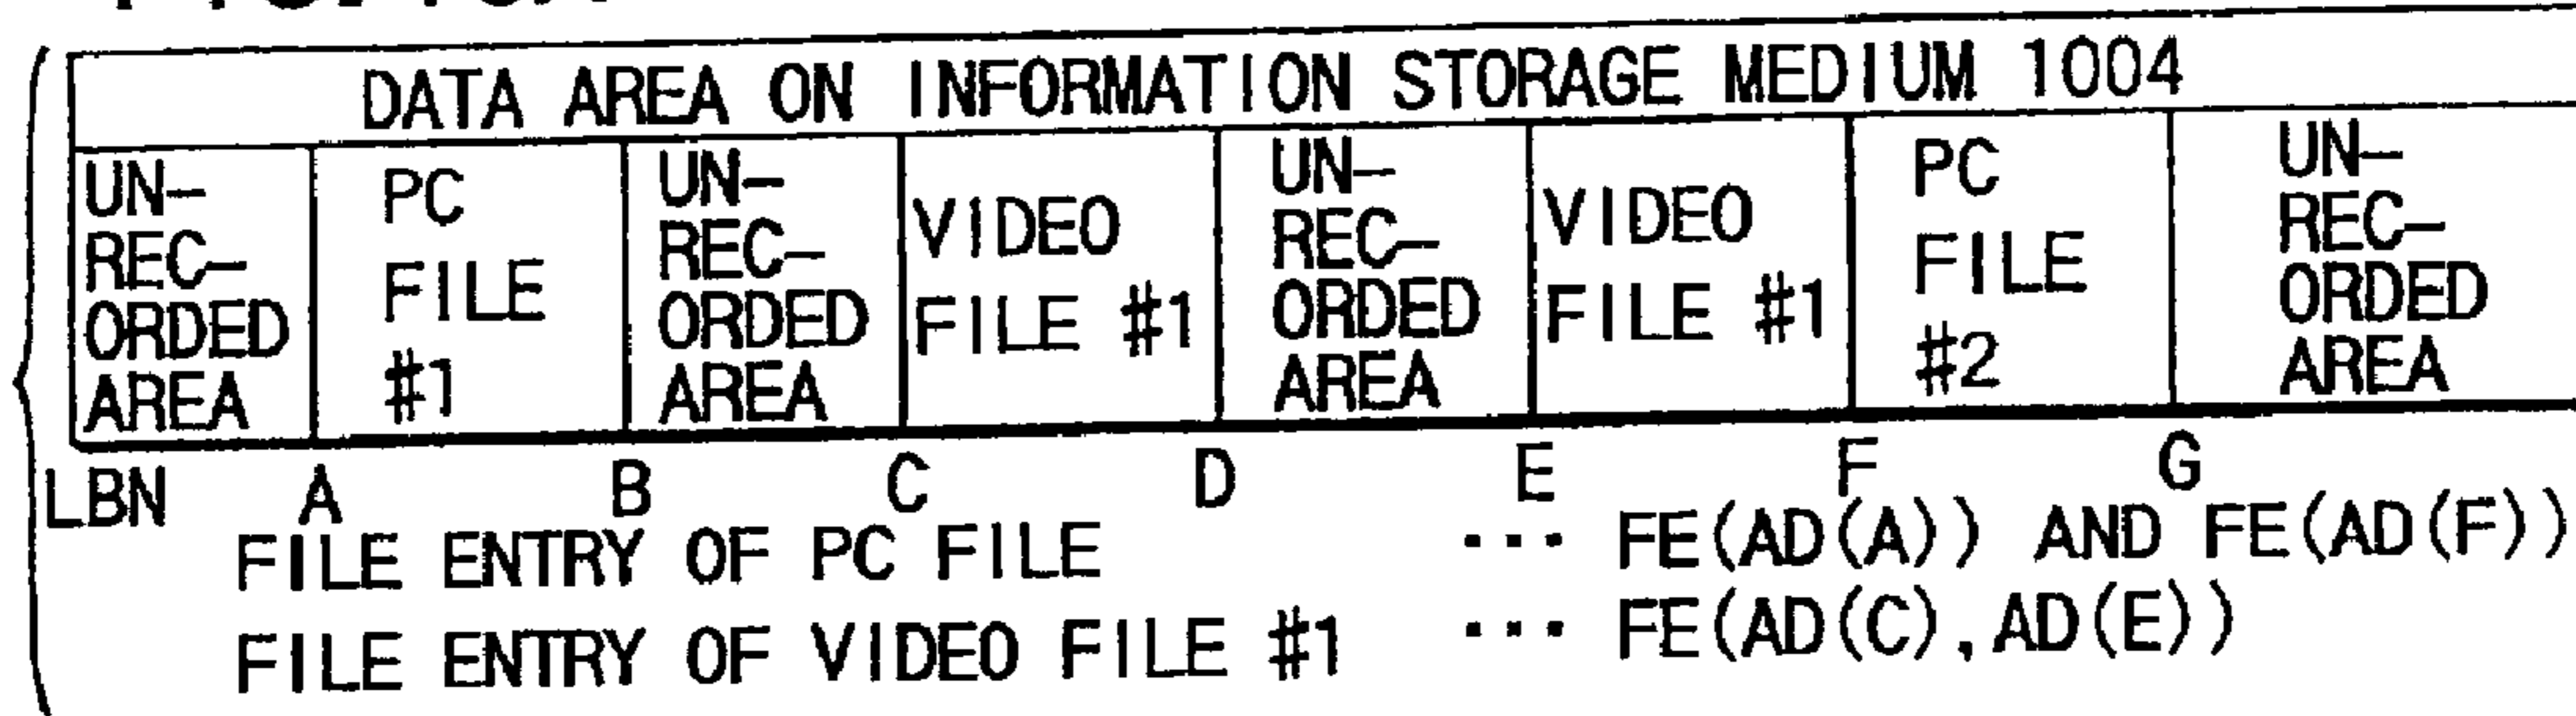 DATA AREA ON INFORMATION STORAGE MEDIUM 1004
UN-
REC-
ORDED
AREA
PC
FILE
#1
UN-
REC-
ORDED
AREA
VIDEO
FILE #1
UN-
REC-
ORDED
AREA
VIDEO
FILE #1
PC
FILE
#2
UN-
REC-
ORDED
AREA
LBN A B C D E F G
FILE ENTRY OF PC FILE ... FE(AD(A)) AND FE(AD(F))
FILE ENTRY OF VIDEO FILE #1 ... FE(AD(C),AD(E))